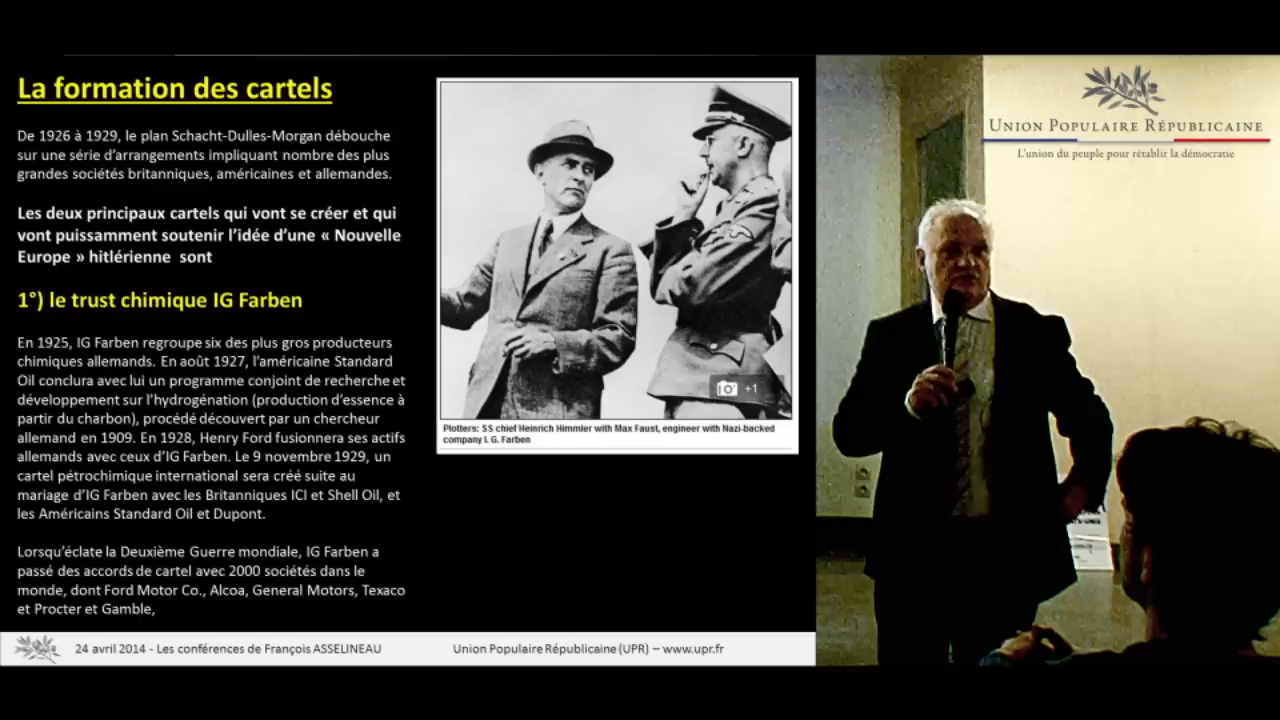 La formation des cartels
De 1926 à 1929, le plan Schacht-Dulles-Morgan débouche
sur une série d'arrangements impliquant nombre des plus
grandes sociétés britanniques, américaines et allemandes.
Les deux principaux cartels qui vont se créer et qui
vont puissamment soutenir l'idée d'une « Nouvelle
Europe » hitlérienne sont
1°) le trust chimique IG Farben
En 1925, IG Farben regroupe six des plus gros producteurs
chimiques allemands. En août 1927, l'américaine Standard
Oil conclura avec lui un programme conjoint de recherche et
développement sur l'hydrogénation (production d'essence à
partir du charbon), procédé découvert par un chercheur
allemand en 1909. En 1928, Henry Ford fusionnera ses actifs
allemands avec ceux d'IG Farben. Le 9 novembre 1929, un
cartel pétrochimique international sera créé suite au
mariage d'IG Farben avec les Britanniques ICI et Shell Oil, et
les Américains Standard Oil et Dupont.
Lorsqu'éclate la Deuxième Guerre mondiale, IG Farben a
passé des accords de cartel avec 2000 sociétés dans le
monde, dont Ford Motor Co., Alcoa, General Motors, Texaco
et Procter et Gamble,
+1
Plotters: SS chief Heinrich Himmler with Max Faust, engineer with Nazi-backed
company I. G. Farben
24 avril 2014 - Les conférences de François ASSELINEAU
Union Populaire Républicaine (UPR) – www.upr.fr
UNION POPULAIRE RÉPUBLICAINE
L'union du peuple pour rétablir la démocratie